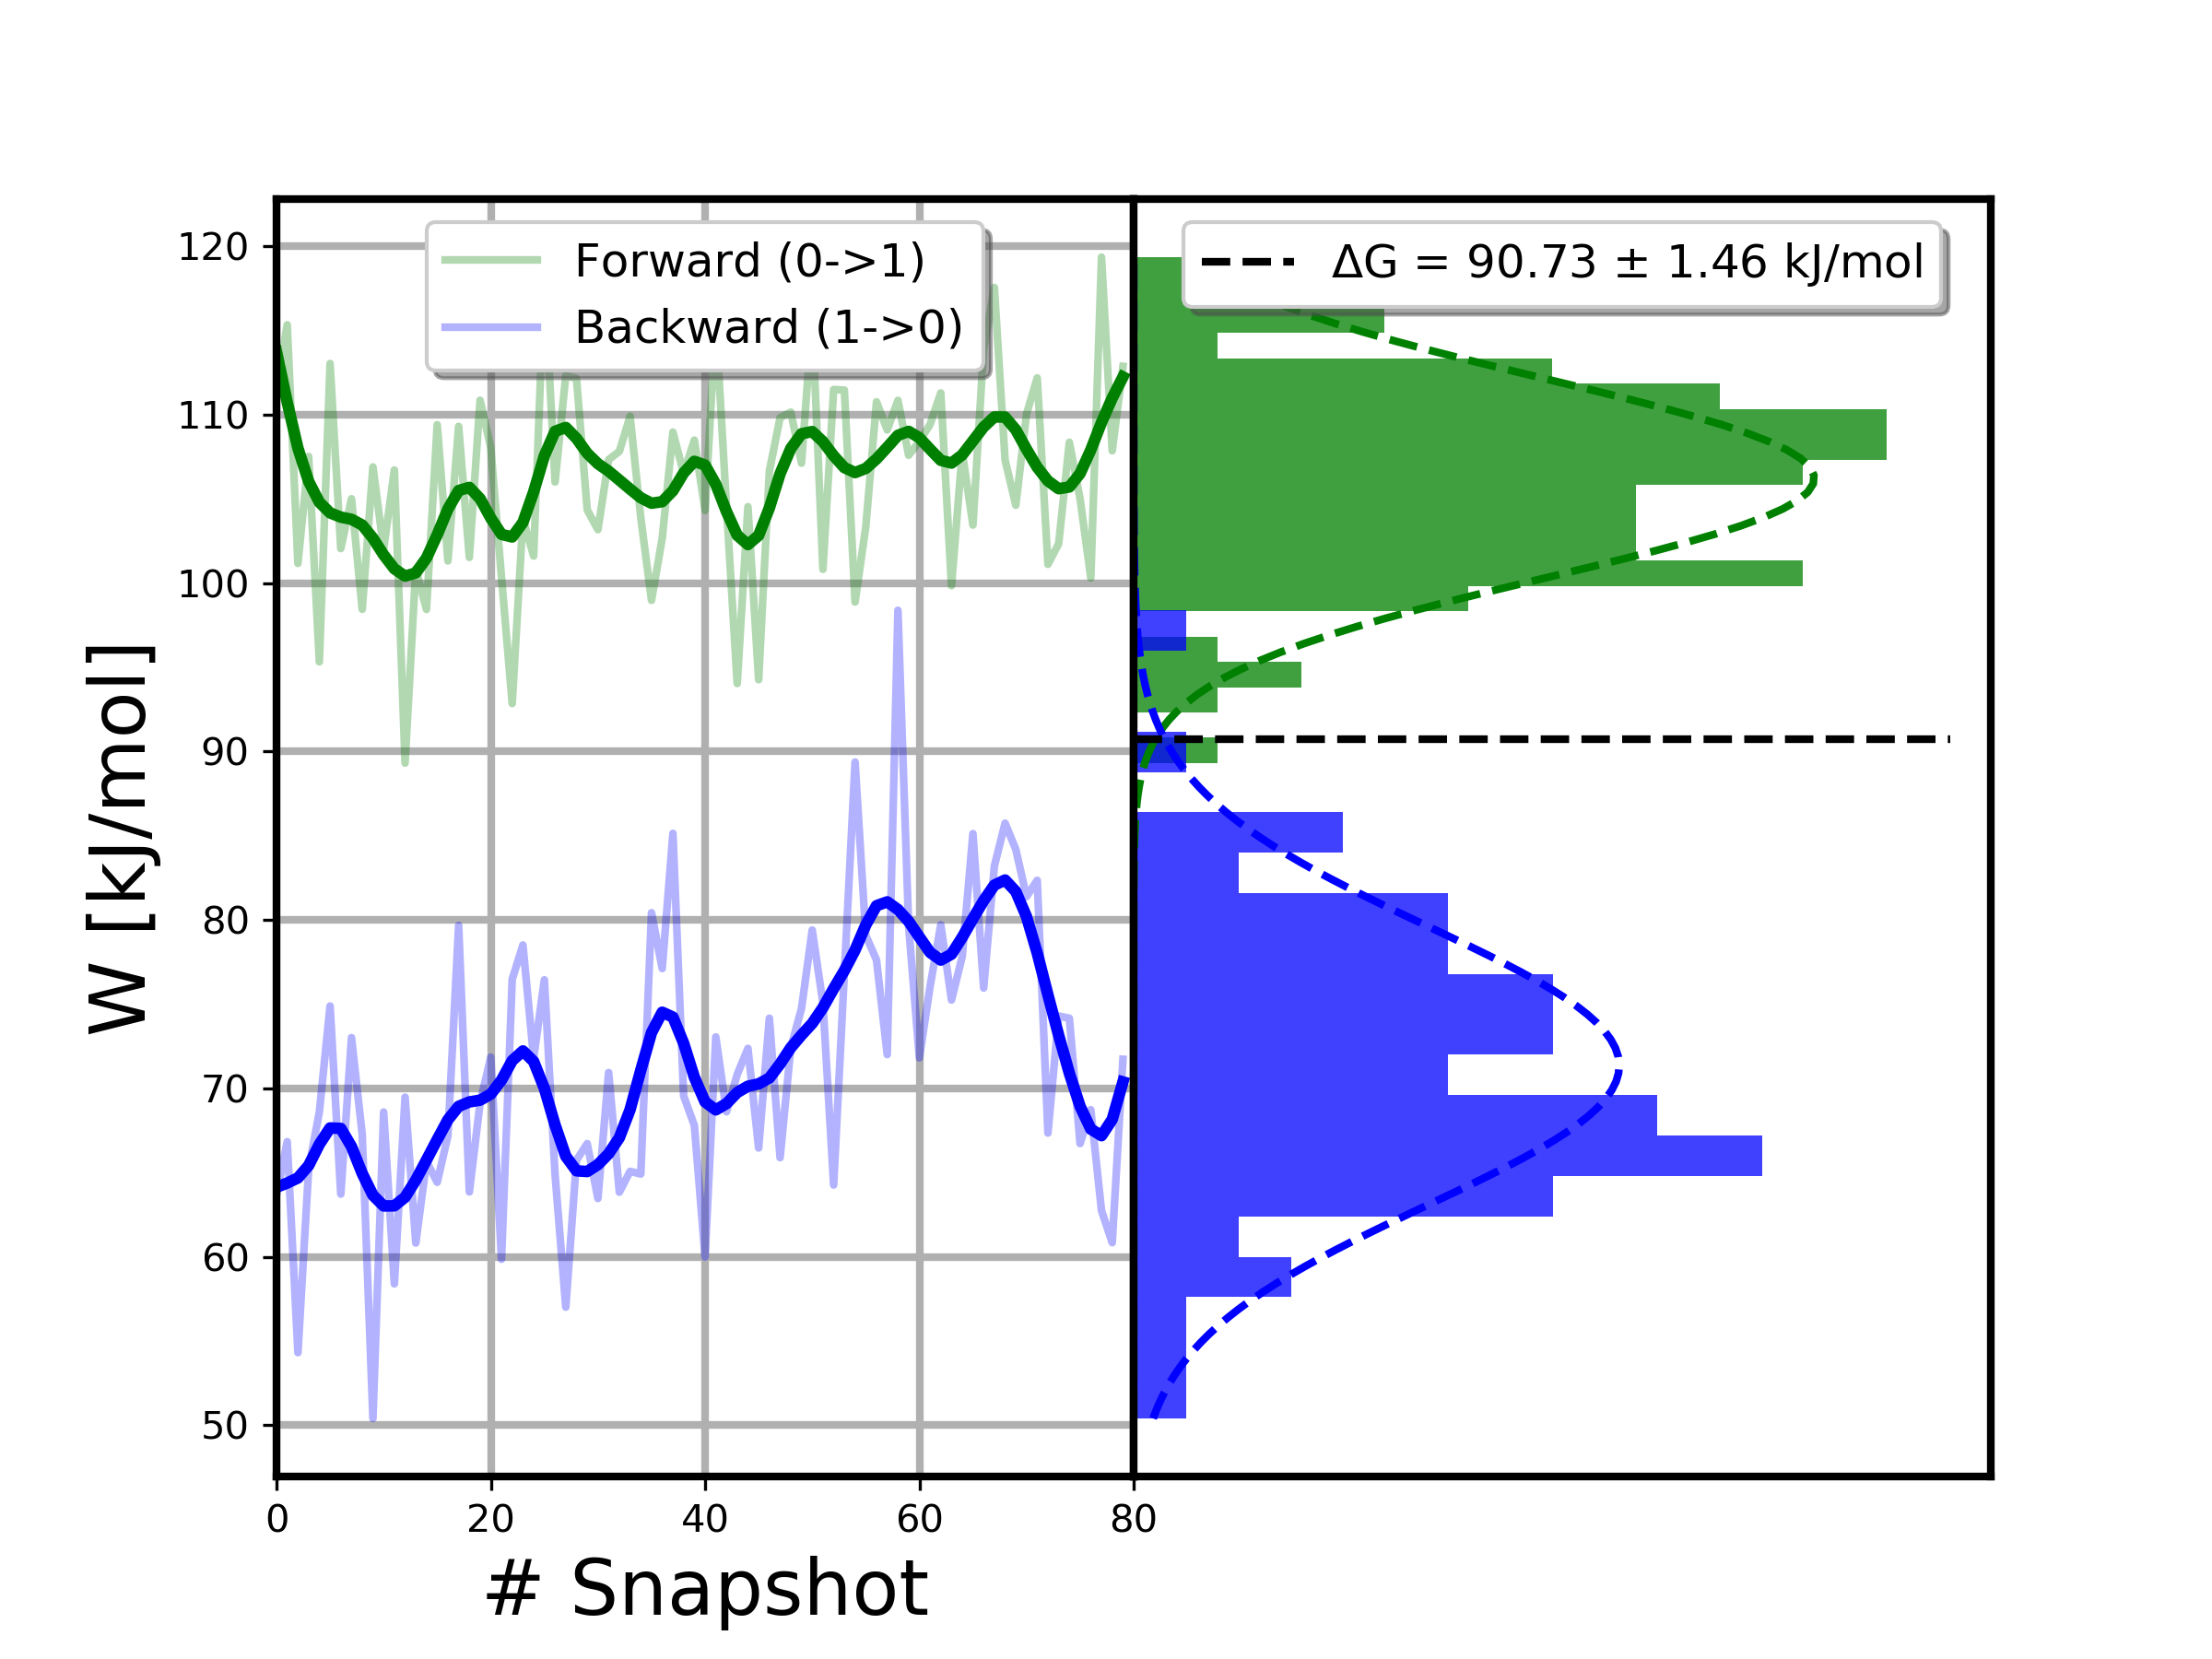 Forward (0->1)
Backward (1->0)
ΔG = 90.73 ± 1.46 kJ/mol
W [kJ/mol]
120
110
100
90
80
70
60
50
0
20
40
60
80
# Snapshot